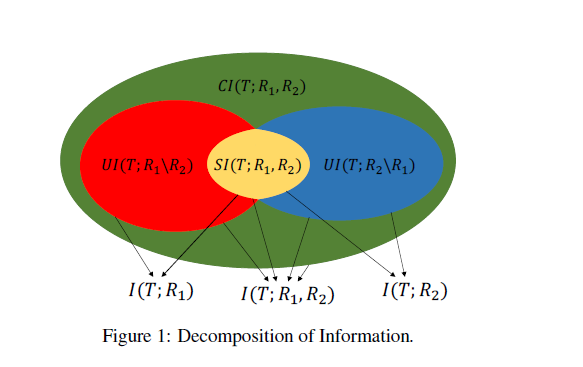 CI(T; R₁, R₂)
UI(T; R₁\R₂) SI(T; R₁, R₂) UI(T; R₂\R₁)
I(T; R₁) I(T; R₁, R₂) I(T; R₂)
Figure 1: Decomposition of Information.